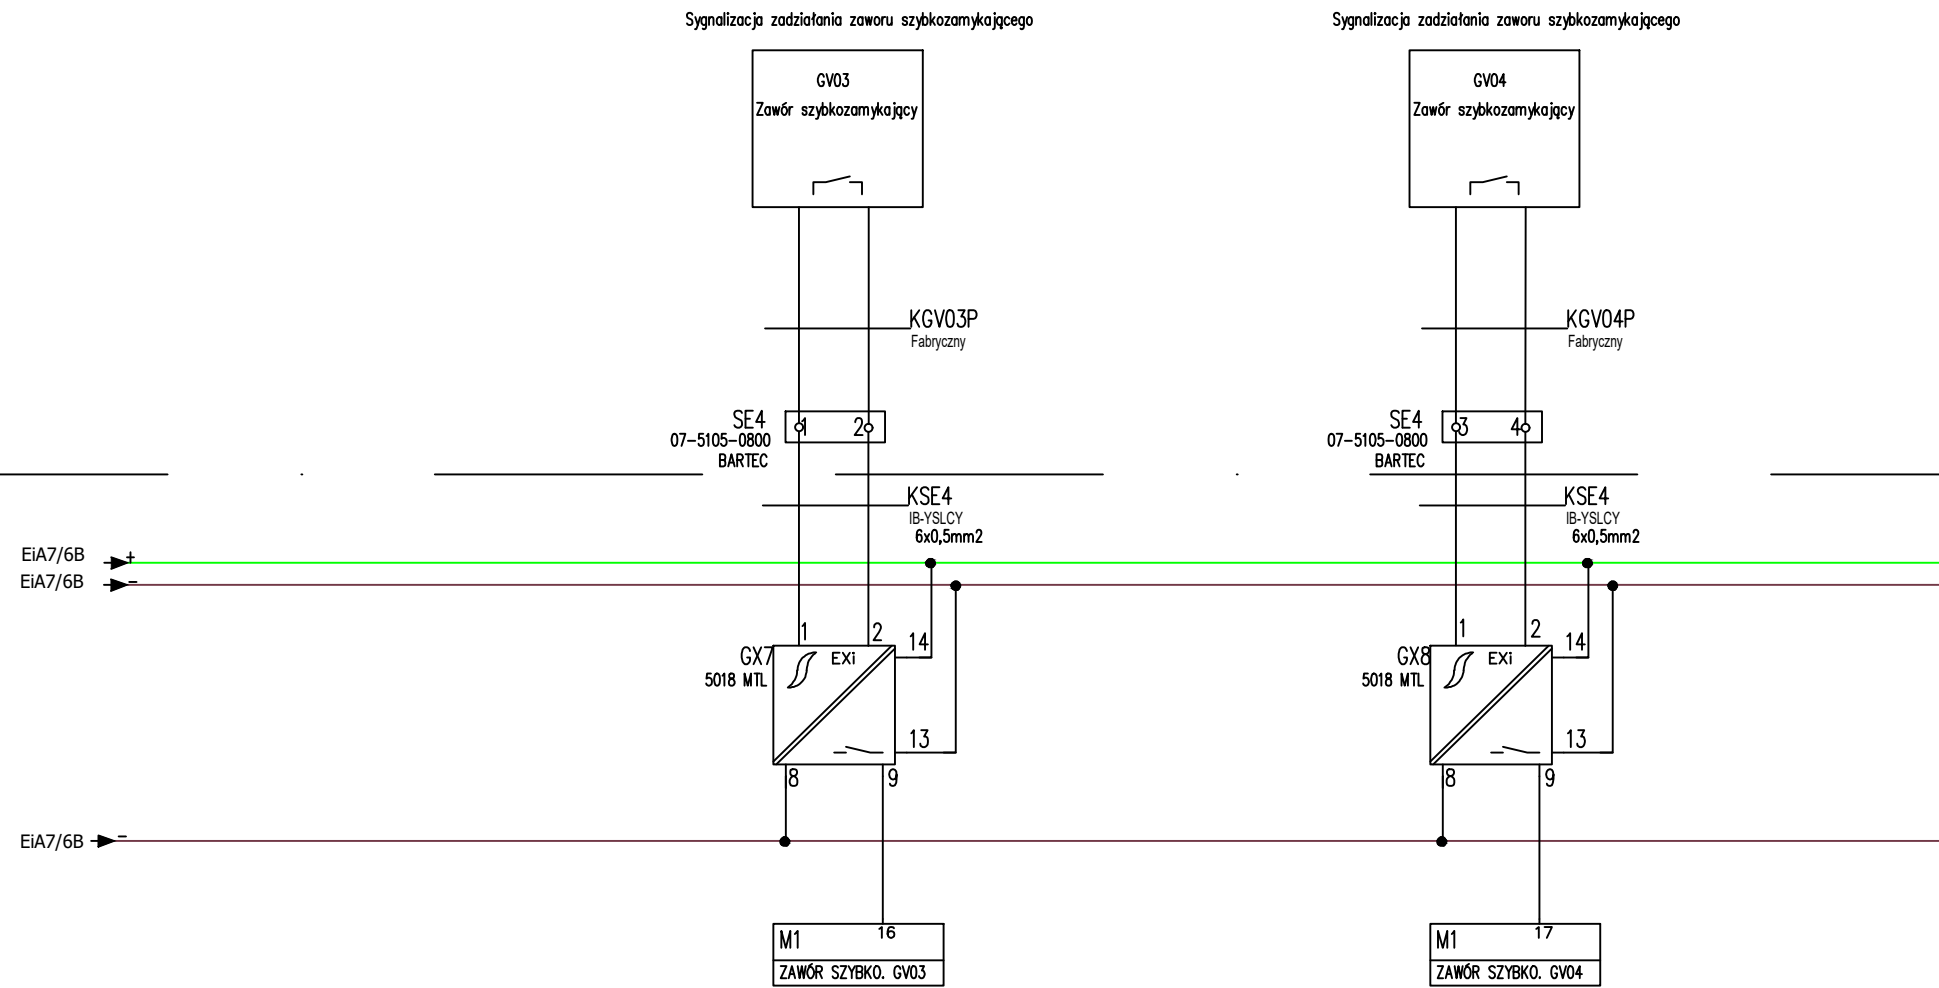 Sygnalizacja zadziałania zaworu szybkozamykającego
GV03
Zawór szybkozamykający
KGV03P
Fabryczny
SE4
07-5105-0800
BARTEC
1
2
KSE4
IB-YSLCY
6x0,5mm2
Sygnalizacja zadziałania zaworu szybkozamykającego
GV04
Zawór szybkozamykający
KGV04P
Fabryczny
SE4
07-5105-0800
BARTEC
3
4
KSE4
IB-YSLCY
6x0,5mm2
EiA7/6B +
EiA7/6B -
1
2
14
GX7
5018 MTL
EXi
13
8
9
1
2
14
GX8
5018 MTL
EXi
13
8
9
EiA7/6B -
M1
16
ZAWÓR SZYBKO. GV03
M1
17
ZAWÓR SZYBKO. GV04